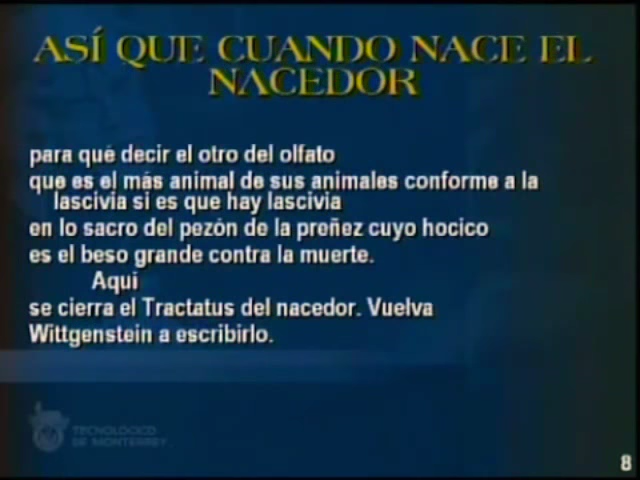 ASÍ QUE CUANDO NACE EL
NACEDOR
para qué decir el otro del olfato
que es el más animal de sus animales conforme a la
lascivia si es que hay lascivia
en lo sacro del pezón de la preñez cuyo hocico
es el beso grande contra la muerte.
Aquí
se cierra el Tractatus del nacedor. Vuelva
Wittgenstein a escribirlo.
TECNOLÓGICO
DE MONTERREY
8